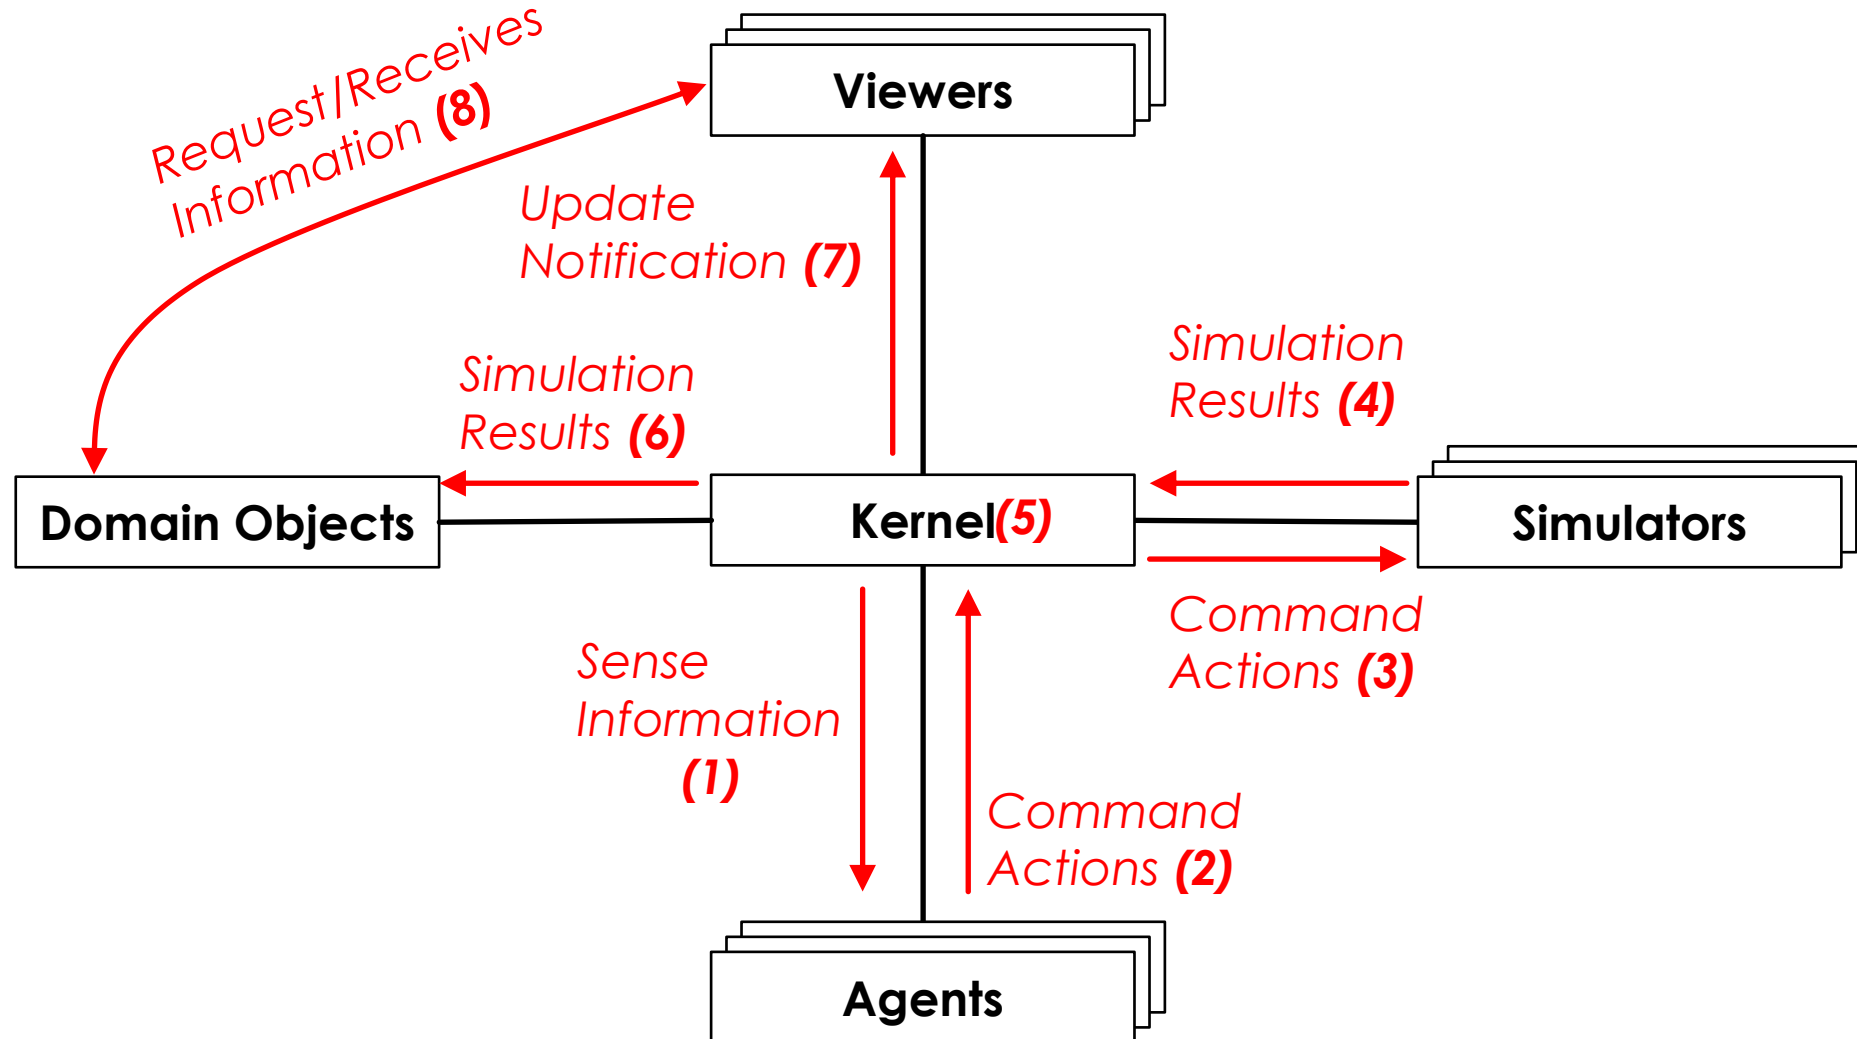 Request/Receives
Information (8)
Viewers
Update
Notification (7)
Simulation
Results (6)
Simulation
Results (4)
Domain Objects
Kernel(5)
Simulators
Sense
Information
(1)
Command
Actions (3)
Command
Actions (2)
Agents